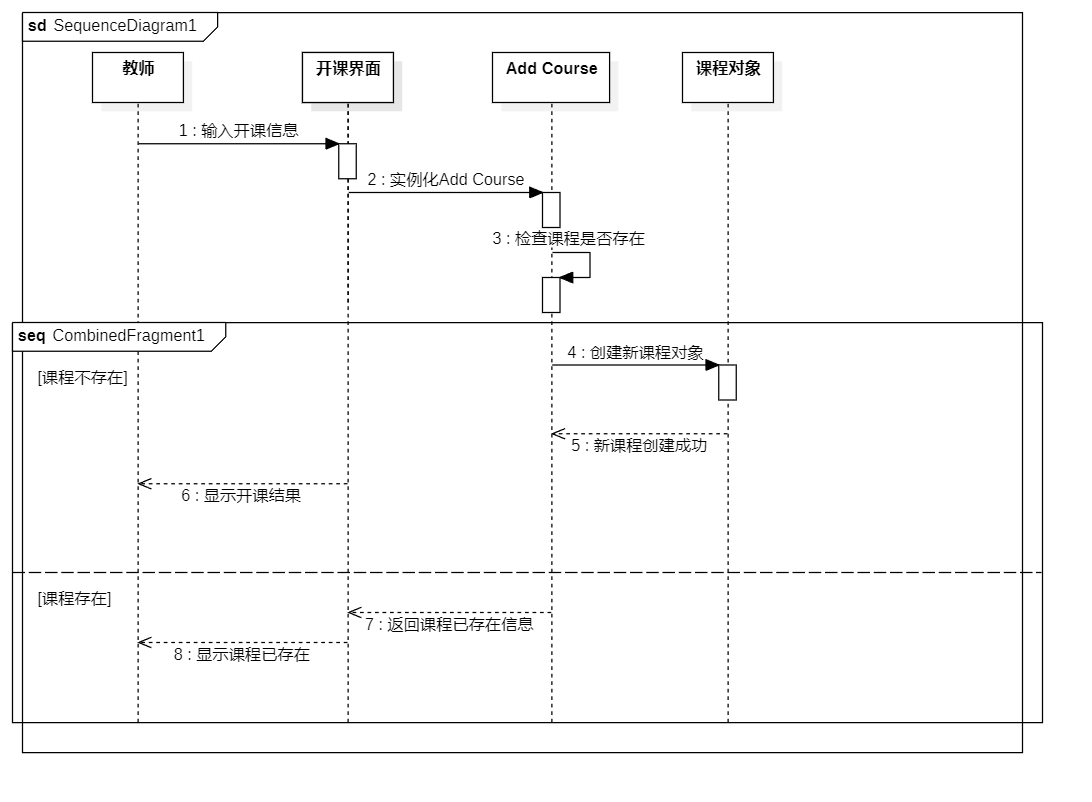 sd SequenceDiagram1
教师
开课界面
Add Course
课程对象
1 : 输入开课信息
2 : 实例化Add Course
3 : 检查课程是否存在
seq CombinedFragment1
4 : 创建新课程对象
[课程不存在]
5 : 新课程创建成功
6 : 显示开课结果
[课程存在]
7 : 返回课程已存在信息
8 : 显示课程已存在